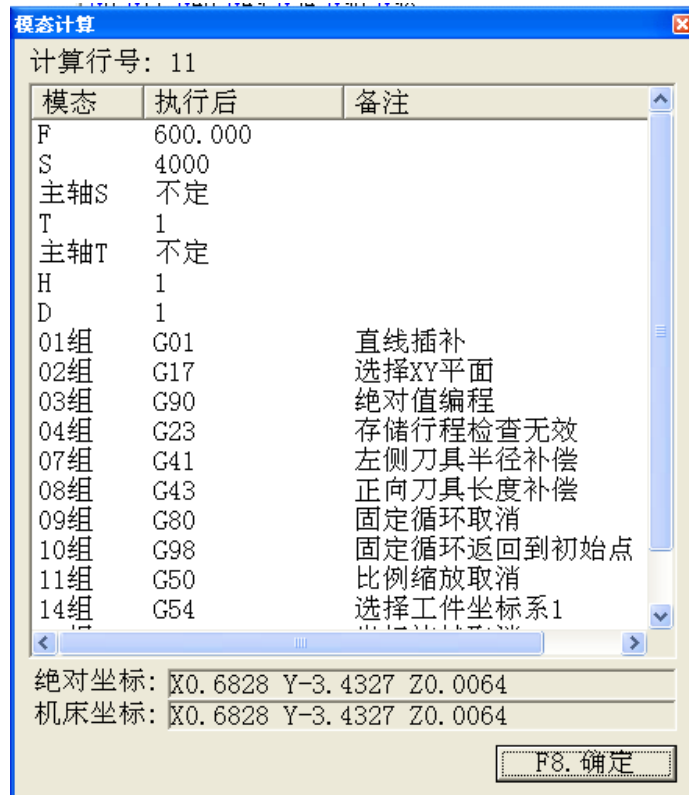 模态计算
计算行号: 11
模态 执行后 备注
F 600.000
S 4000
主轴S 不定
T 1
主轴T 不定
H 1
D 1
01组 G01 直线插补
02组 G17 选择XY平面
03组 G90 绝对值编程
04组 G23 存储行程检查无效
07组 G41 左侧刀具半径补偿
08组 G43 正向刀具长度补偿
09组 G80 固定循环取消
10组 G98 固定循环返回到初始点
11组 G50 比例缩放取消
14组 G54 选择工件坐标系1
绝对坐标: X0.6828 Y-3.4327 Z0.0064
机床坐标: X0.6828 Y-3.4327 Z0.0064
F8.确定